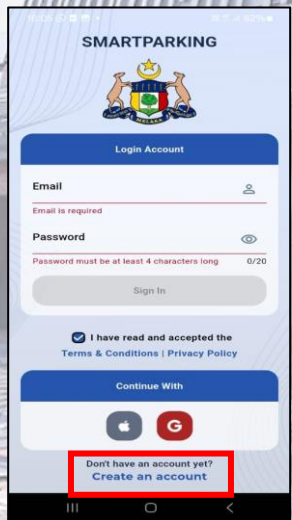 SMARTPARKING
MELAKA
Login Account
Email
Email is required
Password
Password must be at least 4 characters long 0/20
Sign In
I have read and accepted the
Terms & Conditions | Privacy Policy
Continue With
G
Don't have an account yet?
Create an account